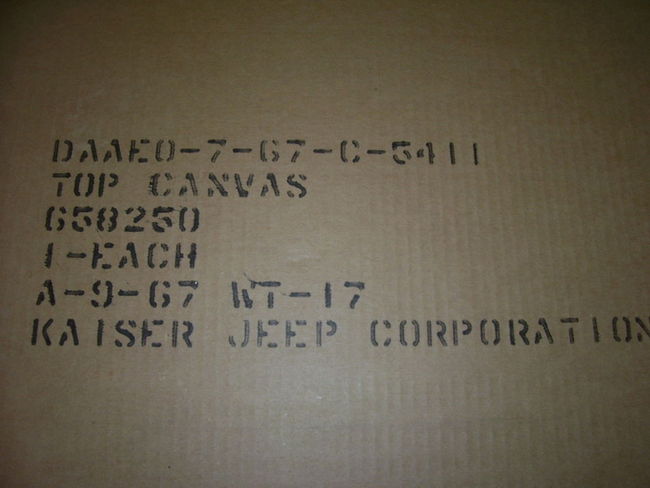 DAAE0-7-67-C-5411
TOP CANVAS
658250
1-EACH
A-9-67 WT-17
KAISER JEEP CORPORATION